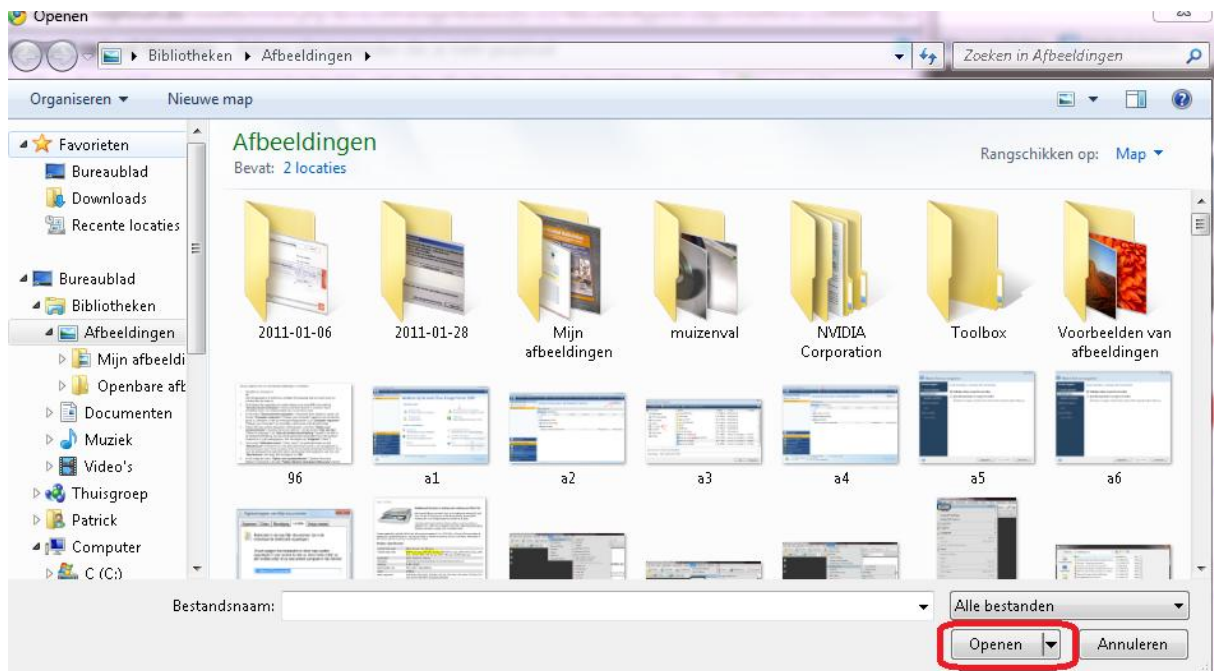 Openen
Bibliotheken Afbeeldingen
Zoeken in Afbeeldingen
Organiseren Nieuwe map
Favorieten
Bureaublad
Downloads
Recente locaties
Bureaublad
Bibliotheken
Afbeeldingen
Mijn afbeeldi
Openbare afb
Documenten
Muziek
Video's
Thuisgroep
Patrick
Computer
C (C:)
Afbeeldingen
Bevat: 2 locaties
Rangschikken op: Map
2011-01-06
2011-01-28
Mijn
afbeeldingen
muizenval
NVIDIA
Corporation
Toolbox
Voorbeelden van
afbeeldingen
96
a1
a2
a3
a4
a5
a6
Bestandsnaam:
Alle bestanden
Openen
Annuleren